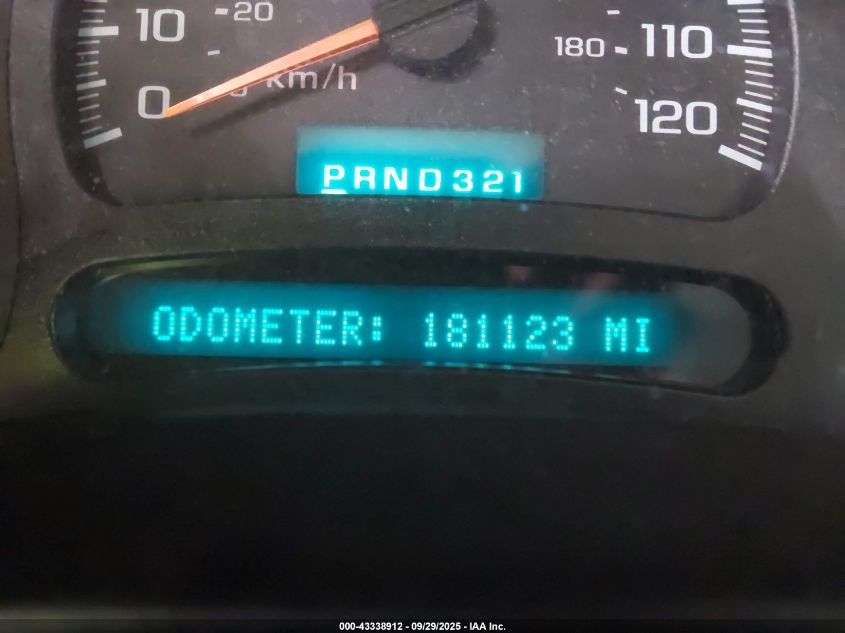 10 20
180 110
0 km/h
120
PRND321
ODOMETER: 181123 MI
000-43338912 - 09/29/2025 - IAA Inc.